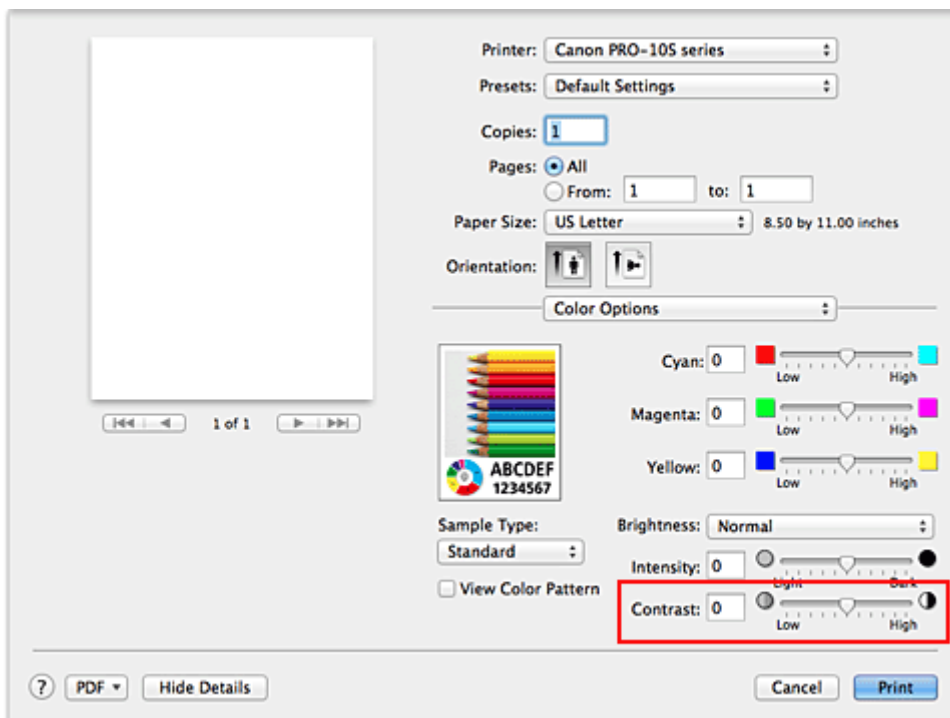 Printer: Canon PRO-10S series
Presets: Default Settings
Copies: 1
Pages: All
From: 1 to: 1
Paper Size: US Letter 8.50 by 11.00 inches
Orientation:
Color Options
1 of 1
Cyan: 0
Low High
Magenta: 0
Low High
Yellow: 0
Low High
ABCDEF
1234567
Sample Type:
Standard
View Color Pattern
Brightness: Normal
Intensity: 0
Light Dark
Contrast: 0
Low High
? PDF Hide Details Cancel Print